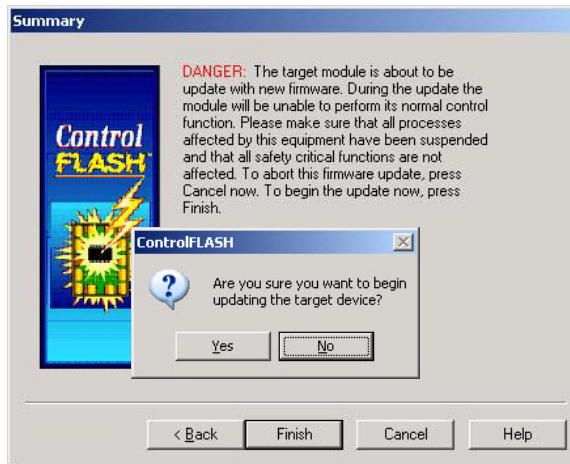 Summary
DANGER: The target module is about to be
update with new firmware. During the update the
module will be unable to perform its normal control
function. Please make sure that all processes
affected by this equipment have been suspended
and that all safety critical functions are not
affected. To abort this firmware update, press
Cancel now. To begin the update now, press
Finish.
Control
FLASH
ControlFLASH
Are you sure you want to begin
updating the target device?
Yes
No
< Back
Finish
Cancel
Help